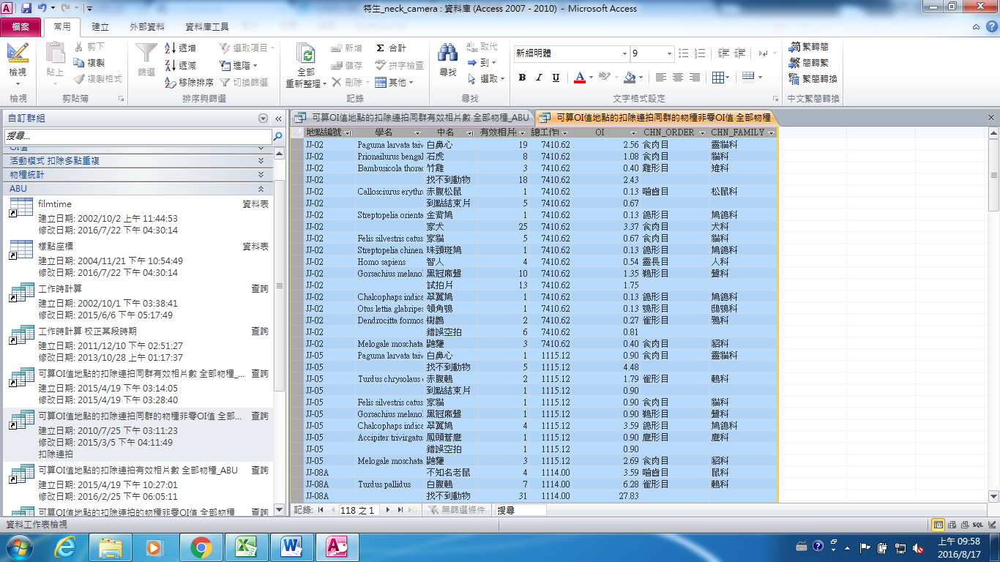 特生_neck_camera : 資料庫 (Access 2007 - 2010) - Microsoft Access
檔案 常用 建立 外部資料 資料庫工具
檢視 貼上 剪下 複製 複製格式 篩選 遞增 遞減 移除排序 選取項目 進階 切換篩選 全部重新整理 新增 儲存 刪除 合計 拼字檢查 其他 尋找 取代 到 選取 新細明體 9 B I U A 繁轉簡 簡轉繁 繁簡轉換
檢視 剪貼簿 排序與篩選 記錄 尋找 文字格式設定 中文繁簡轉換
自訂群組
搜尋...
OI值
活動模式 扣除多點重複
物種統計
ABU
filmtime 資料表
建立日期: 2002/10/2 上午 11:44:53
修改日期: 2016/7/22 下午 04:30:14
樣點座標 資料表
建立日期: 2004/11/21 下午 10:54:49
修改日期: 2016/7/22 下午 04:30:14
工作時計算 查詢
建立日期: 2002/10/1 下午 03:38:41
修改日期: 2015/6/6 下午 05:17:49
工作時計算 校正某段時期 查詢
建立日期: 2011/12/10 下午 02:51:27
修改日期: 2013/10/28 上午 01:17:37
可算OI值地點的扣除連拍同群有效相片數 全部物種_... 查詢
建立日期: 2015/4/19 下午 03:14:05
修改日期: 2015/4/19 下午 03:28:40
可算OI值地點的扣除連拍同群的物種非零OI值 全部... 查詢
建立日期: 2010/7/25 下午 03:11:23
修改日期: 2015/3/5 下午 04:11:49
扣除連拍
可算OI值地點的扣除連拍有效相片數 全部物種_ABU 查詢
建立日期: 2015/4/19 下午 10:27:01
修改日期: 2016/2/25 下午 06:05:11
可算OI值地點的扣除連拍的物種非零OI值 全部物種 查詢
可算OI值地點的扣除連拍同群有效相片數 全部物種_ABU 可算OI值地點的扣除連拍同群的物種非零OI值 全部物種
地點編號 學名 中名 有效相片 總工作 OI CHN_ORDER CHN_FAMILY
JJ-02 Paguma larvata taiv 白鼻心 19 7410.62 2.56 食肉目 靈貓科
JJ-02 Prionailurus bengal 石虎 8 7410.62 1.08 食肉目 貓科
JJ-02 Bambusicola thorac 竹雞 3 7410.62 0.40 雞形目 雉科
JJ-02 找不到動物 18 7410.62 2.43
JJ-02 Callosciurus erythra 赤腹松鼠 1 7410.62 0.13 嚙齒目 松鼠科
JJ-02 到點結束片 5 7410.62 0.67
JJ-02 Streptopelia orienta 金背鳩 1 7410.62 0.13 鴿形目 鳩鴿科
JJ-02 家犬 25 7410.62 3.37 食肉目 犬科
JJ-02 Felis silvestris catus 家貓 5 7410.62 0.67 食肉目 貓科
JJ-02 Streptopelia chinen 珠頸斑鳩 1 7410.62 0.13 鴿形目 鳩鴿科
JJ-02 Homo sapiens 智人 4 7410.62 0.54 靈長目 人科
JJ-02 Gorsachius melano 黑冠麻鷺 10 7410.62 1.35 鸛形目 鷺科
JJ-02 試拍片 13 7410.62 1.75
JJ-02 Chalcophaps indica 翠翼鳩 1 7410.62 0.13 鴿形目 鳩鴿科
JJ-02 Otus lettia glabripes 領角鴞 1 7410.62 0.13 鴞形目 鴟鴞科
JJ-02 Dendrocitta formos 樹鵲 2 7410.62 0.27 雀形目 鴉科
JJ-02 錯誤空拍 6 7410.62 0.81
JJ-02 Melogale moschata 鼬獾 3 7410.62 0.40 食肉目 貂科
JJ-05 Paguma larvata taiv 白鼻心 1 1115.12 0.90 食肉目 靈貓科
JJ-05 找不到動物 5 1115.12 4.48
JJ-05 Turdus chrysolaus 赤腹鶇 2 1115.12 1.79 雀形目 鶇科
JJ-05 到點結束片 1 1115.12 0.90
JJ-05 Felis silvestris catus 家貓 1 1115.12 0.90 食肉目 貓科
JJ-05 Gorsachius melano 黑冠麻鷺 1 1115.12 0.90 鸛形目 鷺科
JJ-05 Chalcophaps indica 翠翼鳩 4 1115.12 3.59 鴿形目 鳩鴿科
JJ-05 Accipiter trivirgatus 鳳頭蒼鷹 1 1115.12 0.90 鷹形目 鷹科
JJ-05 錯誤空拍 1 1115.12 0.90
JJ-05 Melogale moschata 鼬獾 3 1115.12 2.69 食肉目 貂科
JJ-08A 不知名老鼠 4 1114.00 3.59 嚙齒目 鼠科
JJ-08A Turdus pallidus 白腹鶇 7 1114.00 6.28 雀形目 鶇科
JJ-08A 找不到動物 31 1114.00 27.83
記錄: 118 之 1 無篩選條件 搜尋
資料工作表檢視 SQL
上午 09:58
2016/8/17